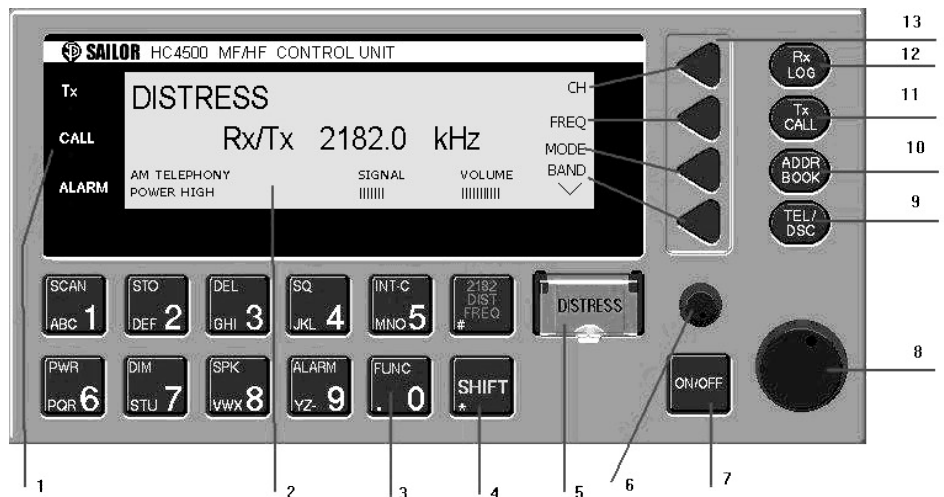 SAILOR HC4500 MF/HF CONTROL UNIT
Tx
CALL
ALARM
DISTRESS
Rx/Tx 2182.0 kHz
AM TELEPHONY
POWER HIGH
SIGNAL
VOLUME
CH
FREQ
MODE
BAND
13
Rx
LOG
12
Tx
CALL
11
ADDR
BOOK
10
TEL/
DSC
9
SCAN
ABC 1
STO
DEF 2
DEL
GHI 3
SQ
JKL 4
INT-C
MNO 5
2182
DIST
FREQ
#
DISTRESS
PWR
PQR 6
DIM
STU 7
SPK
VWX 8
ALARM
YZ- 9
FUNC
. 0
SHIFT
*
ON/OFF
8
1
2
3
4
5
6
7